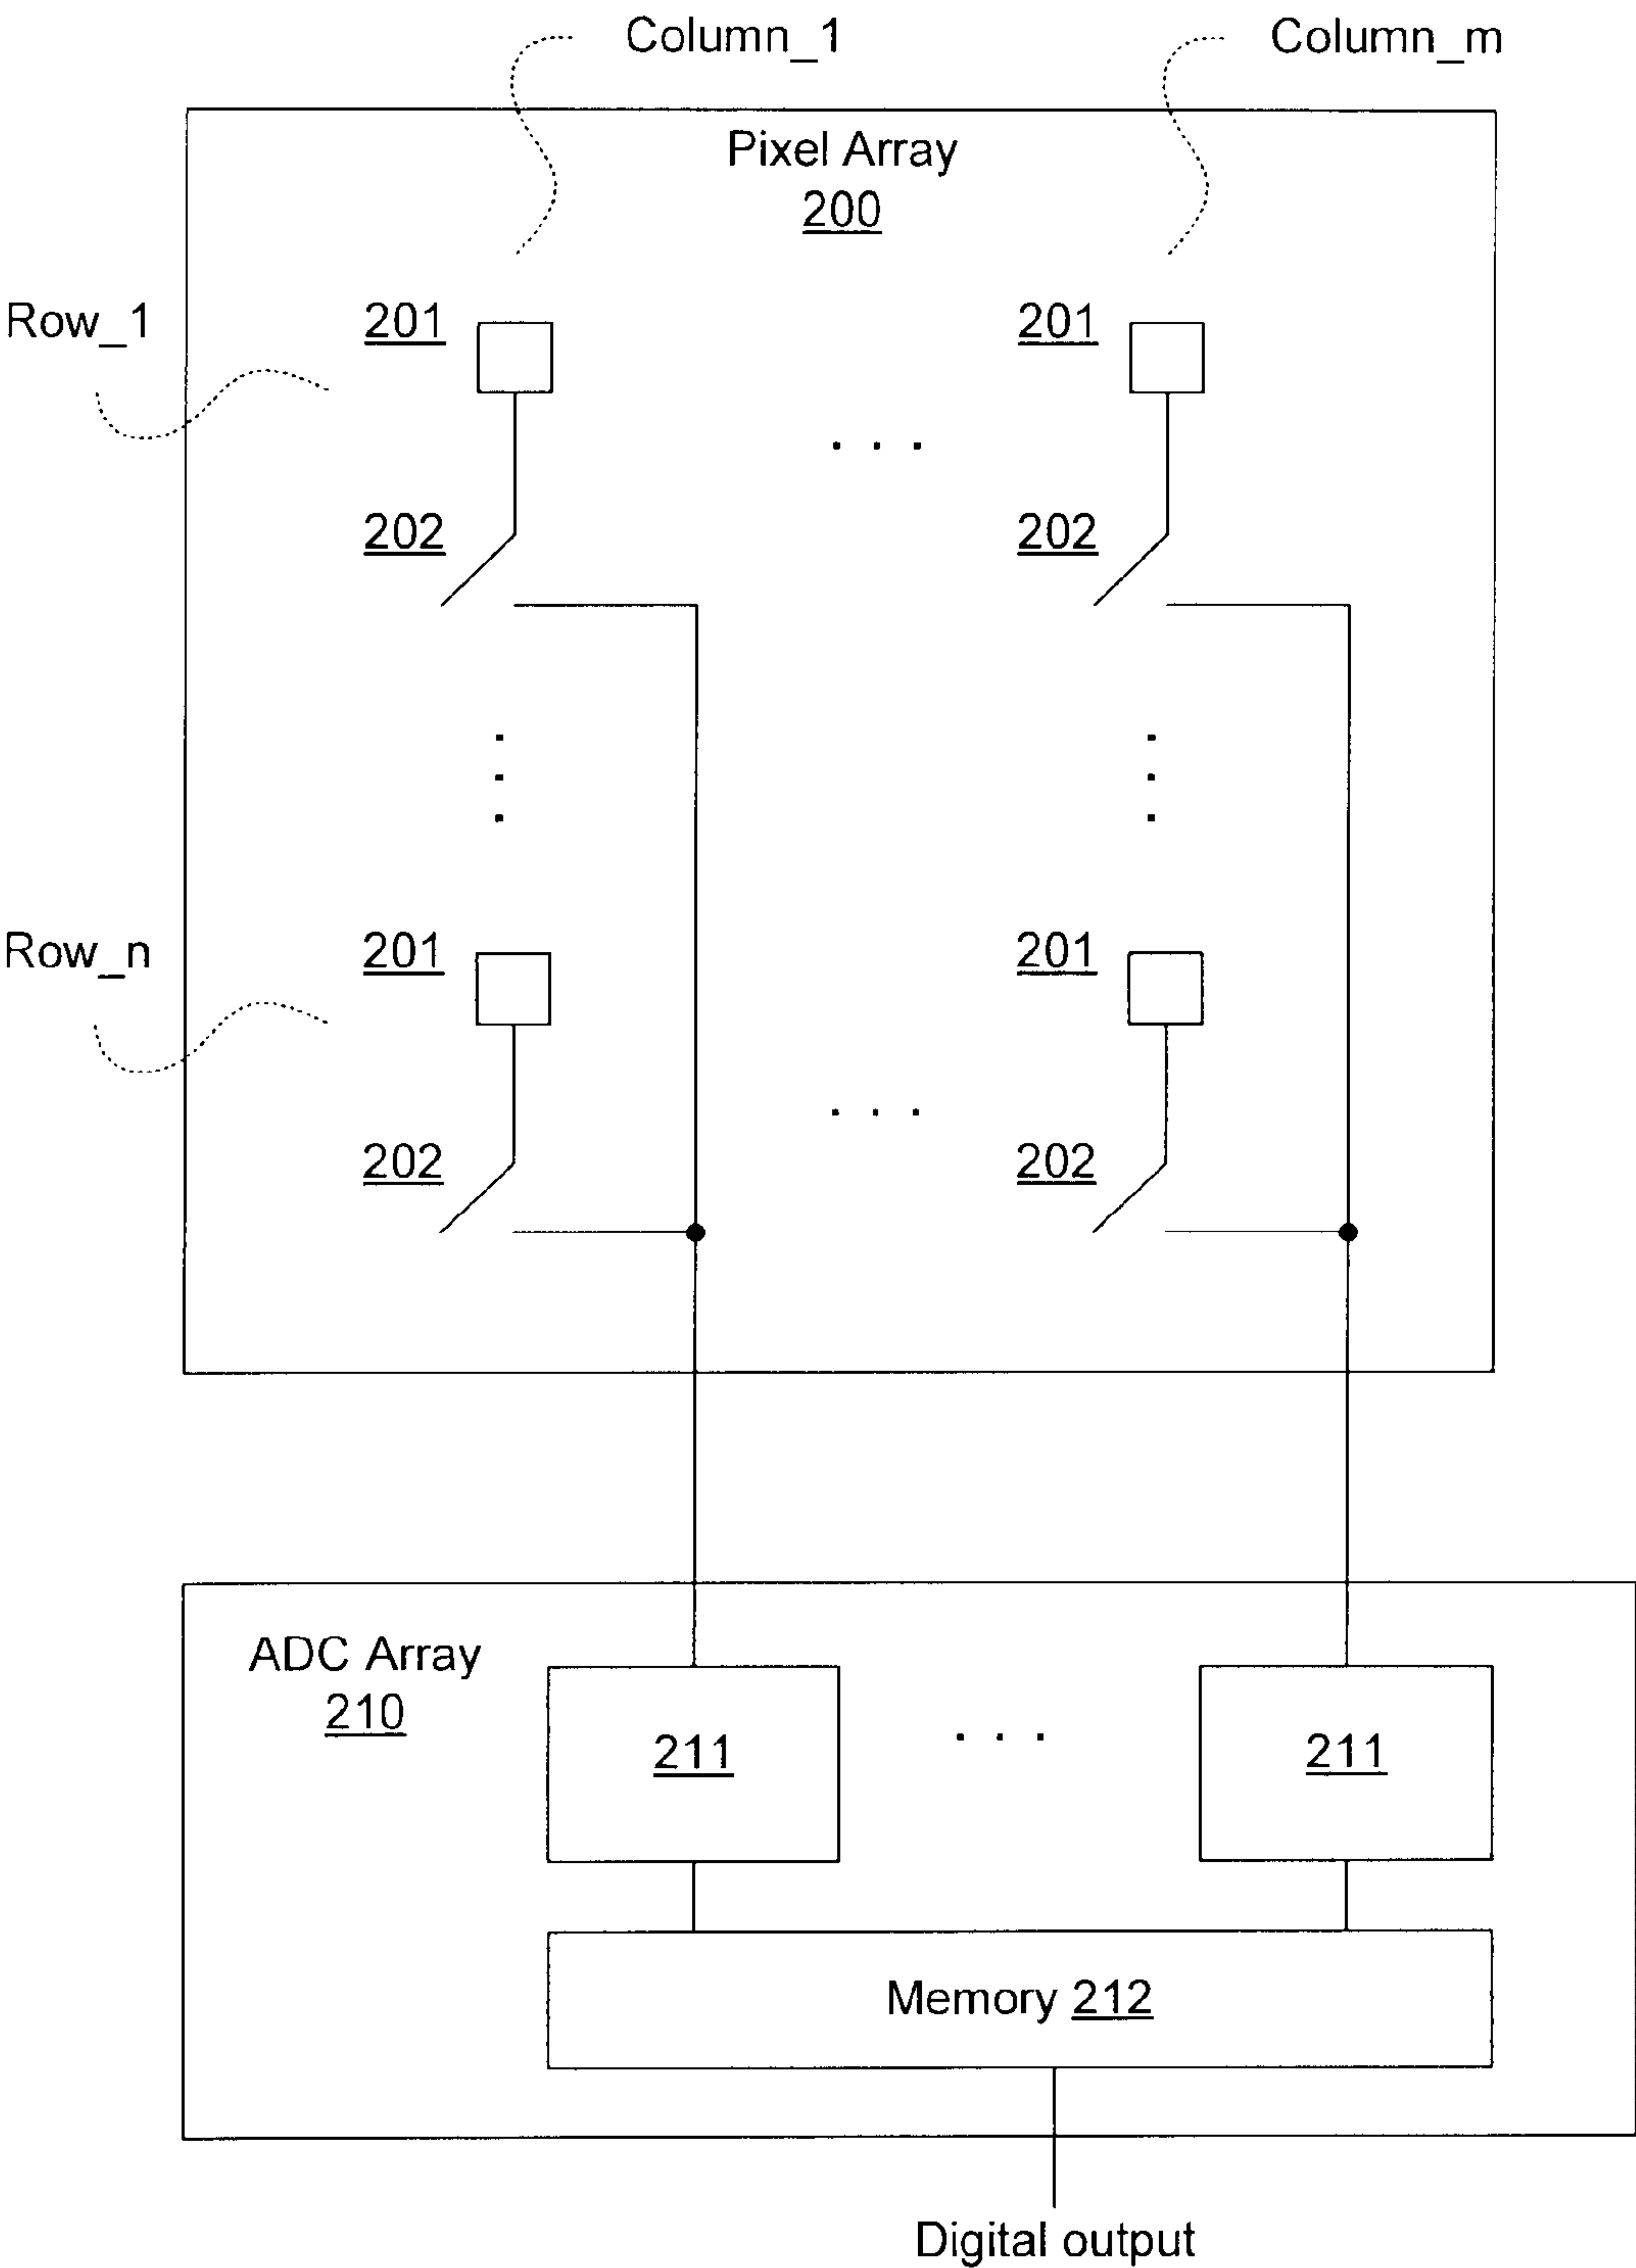 Column_1
Column_m
Pixel Array
200
Row_1
201
201
202
202
Row_n
201
201
202
202
ADC Array
210
211
211
Memory 212
Digital output